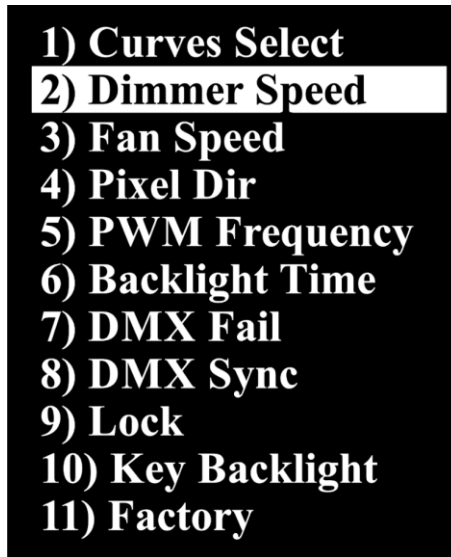 1) Curves Select
2) Dimmer Speed
3) Fan Speed
4) Pixel Dir
5) PWM Frequency
6) Backlight Time
7) DMX Fail
8) DMX Sync
9) Lock
10) Key Backlight
11) Factory